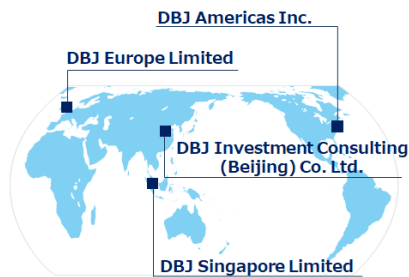 DBJ Americas Inc.
DBJ Europe Limited
DBJ Investment Consulting
(Beijing) Co. Ltd.
DBJ Singapore Limited